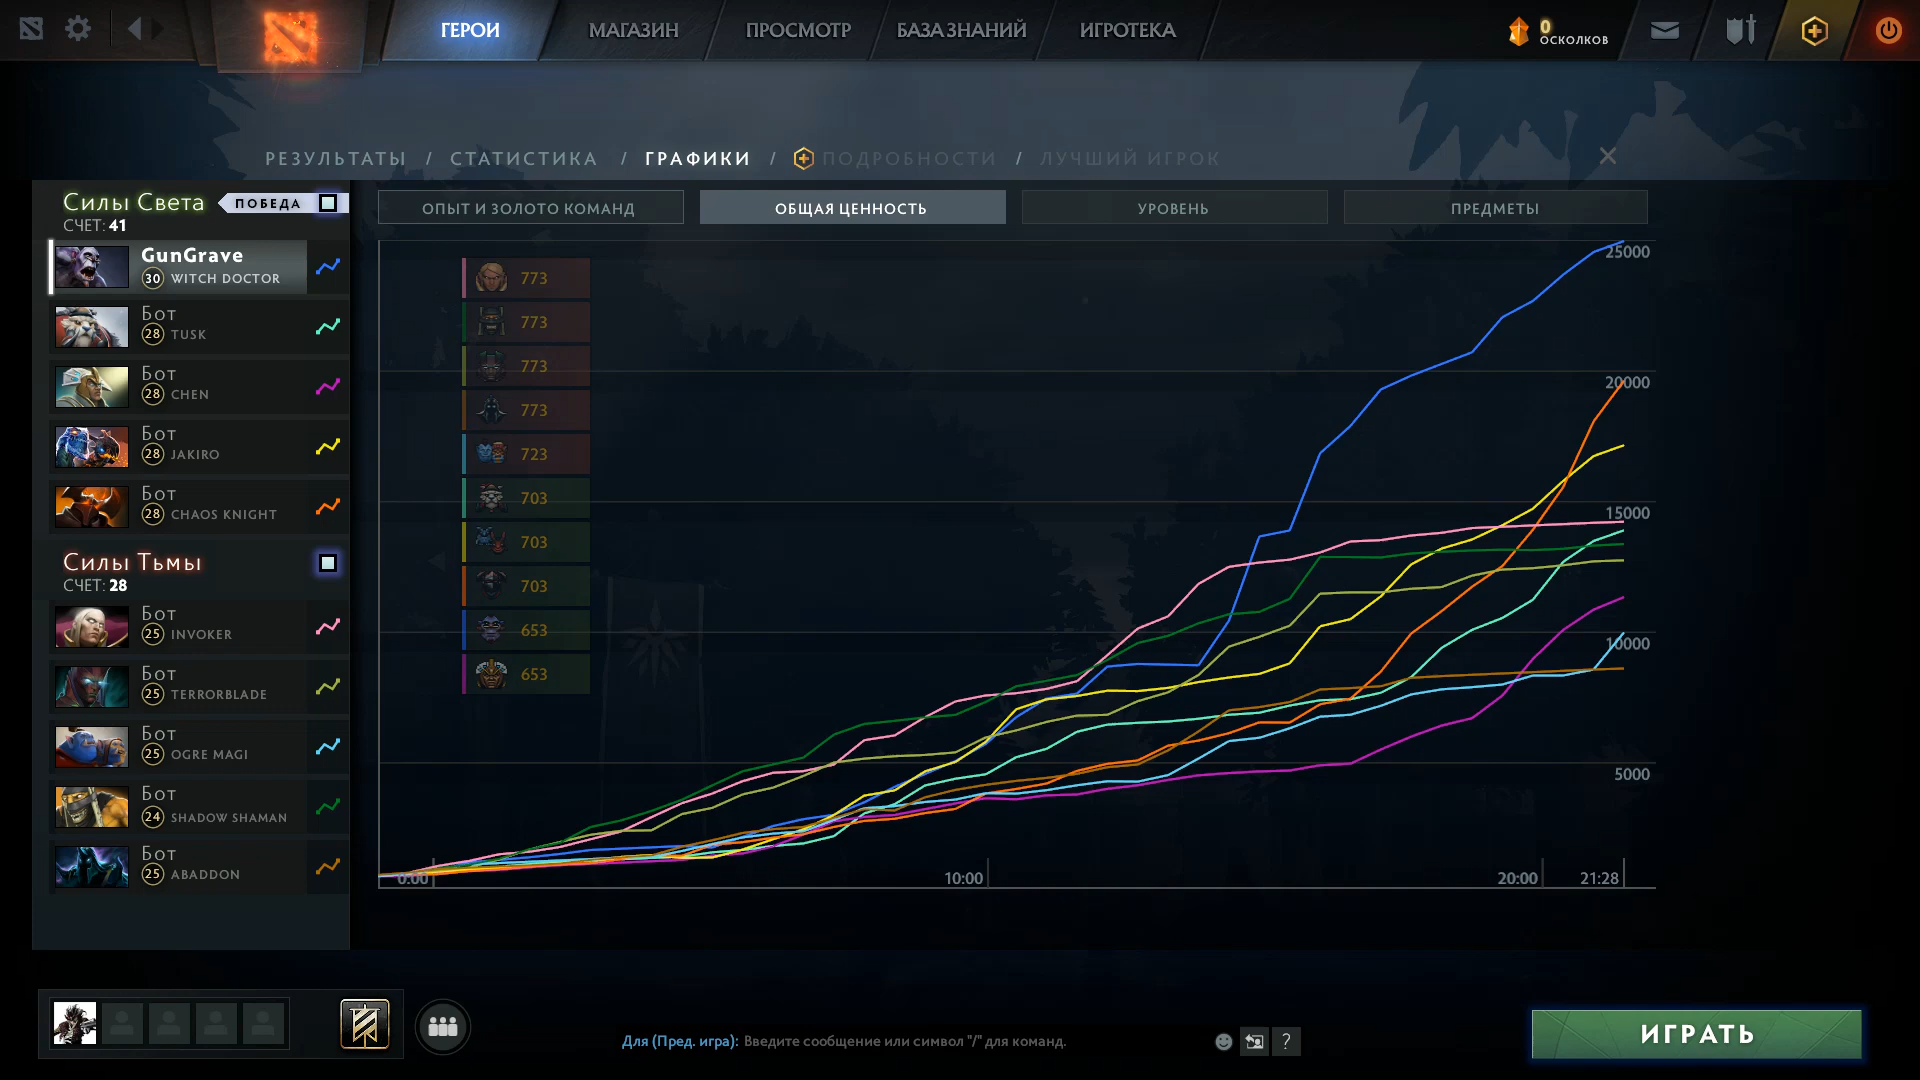 ГЕРОИ
МАГАЗИН
ПРОСМОТР
БАЗА ЗНАНИЙ
ИГРОТЕКА
0
ОСКОЛКОВ
РЕЗУЛЬТАТЫ / СТАТИСТИКА / ГРАФИКИ / ПОДРОБНОСТИ / ЛУЧШИЙ ИГРОК
Силы Света
ПОБЕДА
СЧЕТ: 41
GunGrave
30 WITCH DOCTOR
Бот
28 TUSK
Бот
28 CHEN
Бот
28 JAKIRO
Бот
28 CHAOS KNIGHT
Силы Тьмы
СЧЕТ: 28
Бот
25 INVOKER
Бот
25 TERRORBLADE
Бот
25 OGRE MAGI
Бот
24 SHADOW SHAMAN
Бот
25 ABADDON
ОПЫТ И ЗОЛОТО КОМАНД
ОБЩАЯ ЦЕННОСТЬ
УРОВЕНЬ
ПРЕДМЕТЫ
773
773
773
773
723
703
703
703
653
653
25000
20000
15000
10000
5000
0:00
10:00
20:00
21:28
Для (Пред. игра): Введите сообщение или символ "/" для команд.
?
ИГРАТЬ